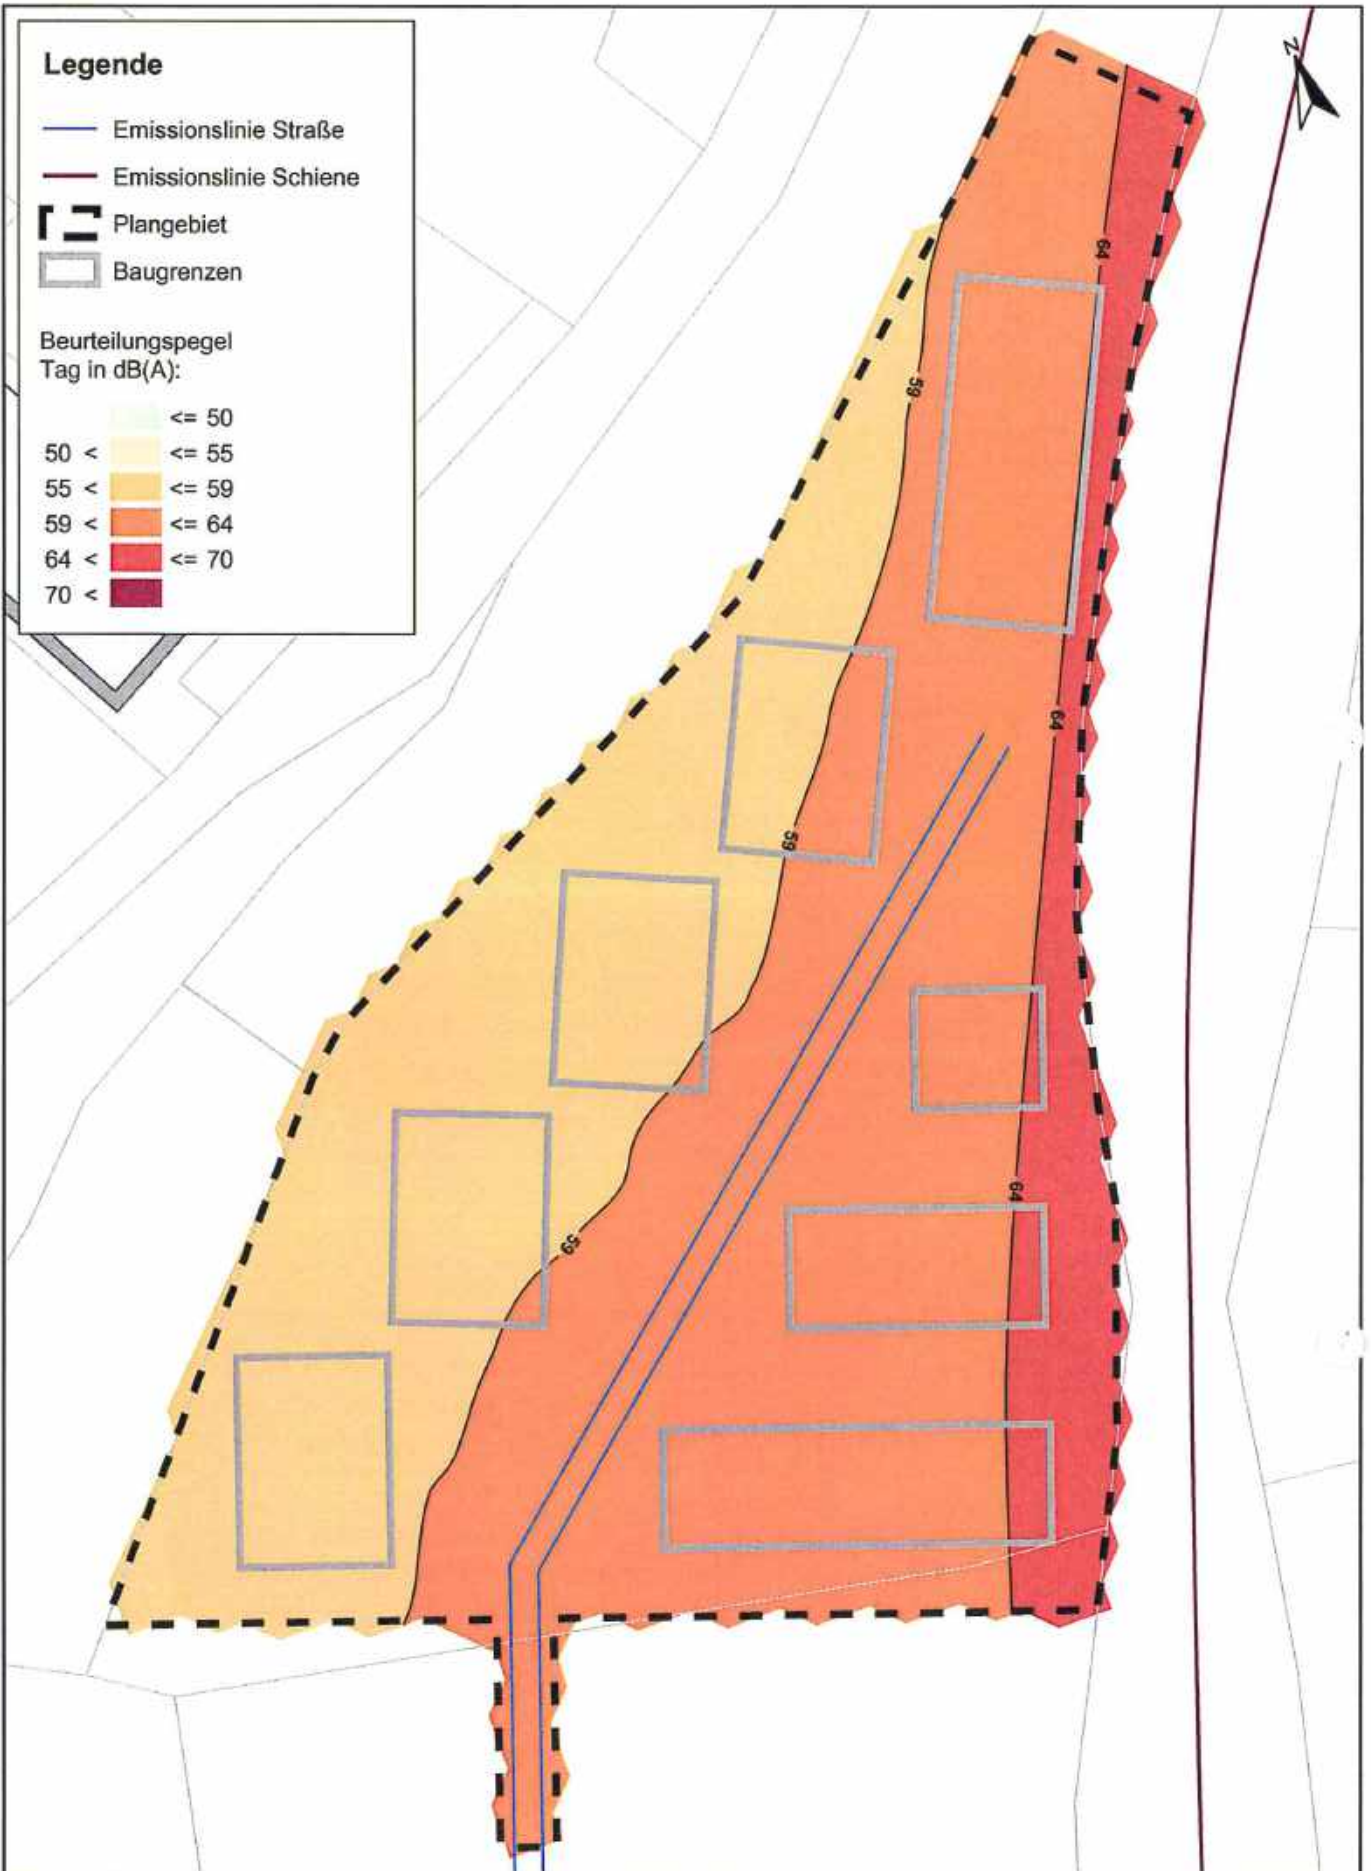 Legende
Emissionslinie Straße
Emissionslinie Schiene
Plangebiet
Baugrenzen
Beurteilungspegel
Tag in dB(A):
<= 50
50 < <= 55
55 < <= 59
59 < <= 64
64 < <= 70
70 <
N
64
59
64
59
64
59